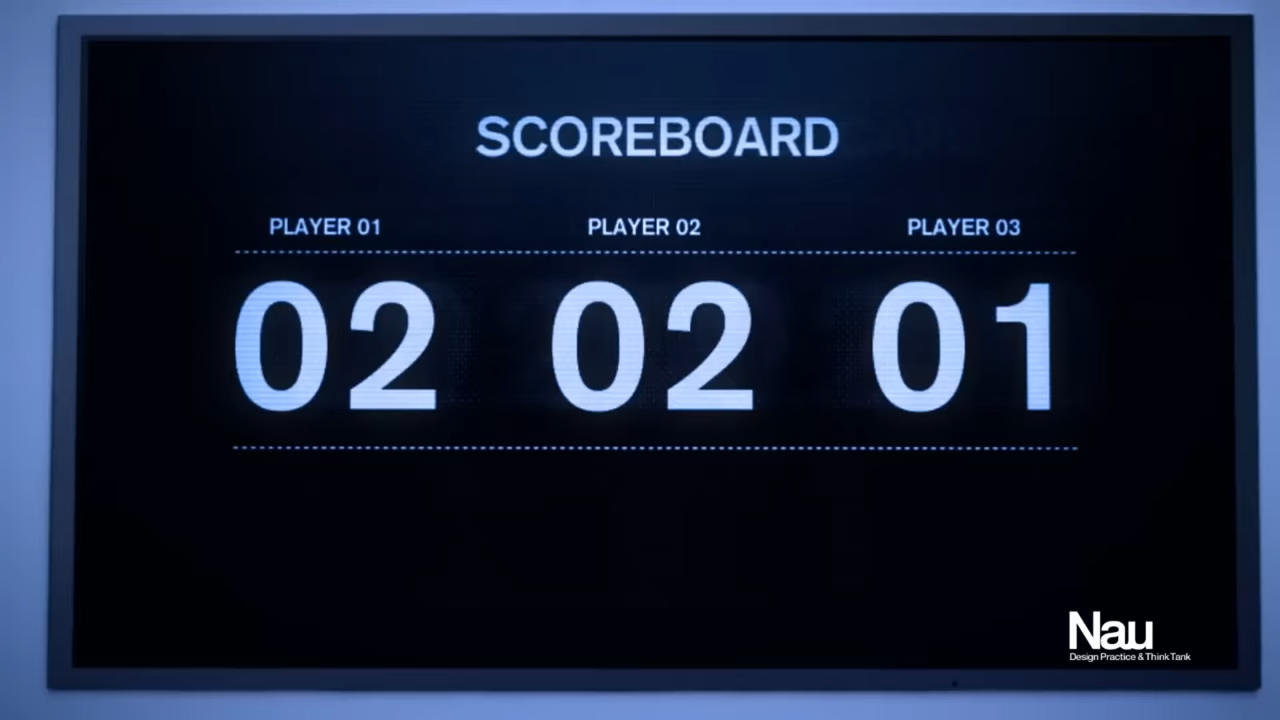 SCOREBOARD
PLAYER 01 PLAYER 02 PLAYER 03
02 02 01
Nau
Design Practice & Think Tank